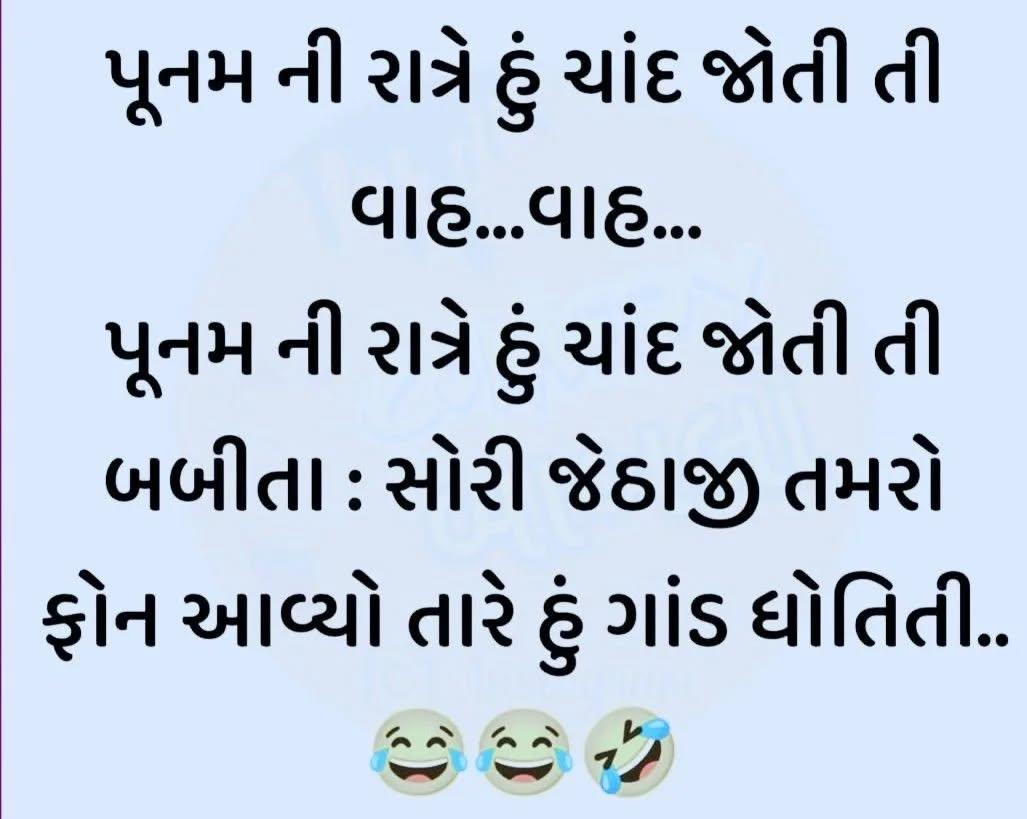 પૂનમ ની રાત્રે હું ચાંદ જોતી તી
વાહ...વાહ...
પૂનમ ની રાત્રે હું ચાંદ જોતી તી
બબીતા : સોરી જેઠાજી તમરો
ફોન આવ્યો તારે હું ગાંડ ધોતિતી..